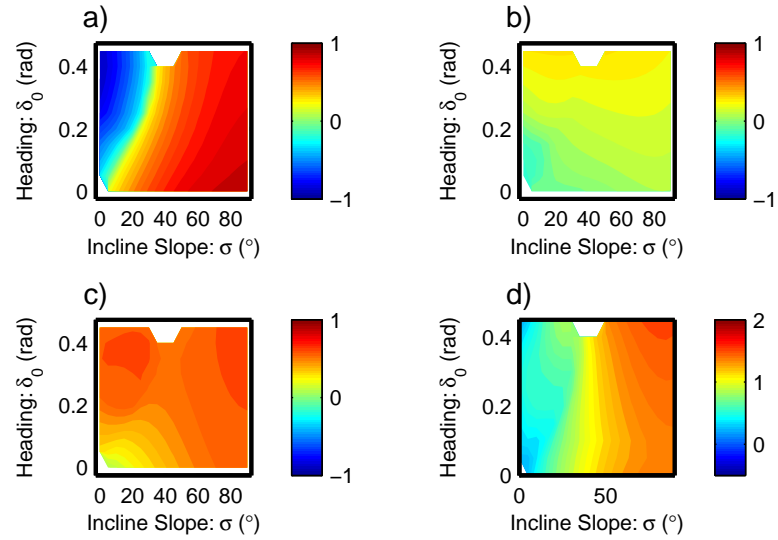 a)
Heading: δ0 (rad)
0.4
0.2
0
0 20 40 60 80
Incline Slope: σ (°)
1
0
−1
b)
Heading: δ0 (rad)
0.4
0.2
0
0 20 40 60 80
Incline Slope: σ (°)
1
0
−1
c)
Heading: δ0 (rad)
0.4
0.2
0
0 20 40 60 80
Incline Slope: σ (°)
1
0
−1
d)
Heading: δ0 (rad)
0.4
0.2
0
0 50
Incline Slope: σ (°)
2
1
0